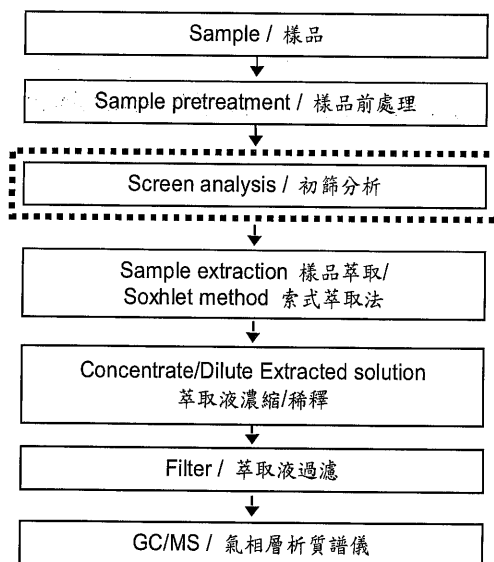 Sample / 樣品
Sample pretreatment / 樣品前處理
Screen analysis / 初篩分析
Sample extraction 樣品萃取/
Soxhlet method 索式萃取法
Concentrate/Dilute Extracted solution
萃取液濃縮/稀釋
Filter / 萃取液過濾
GC/MS / 氣相層析質譜儀